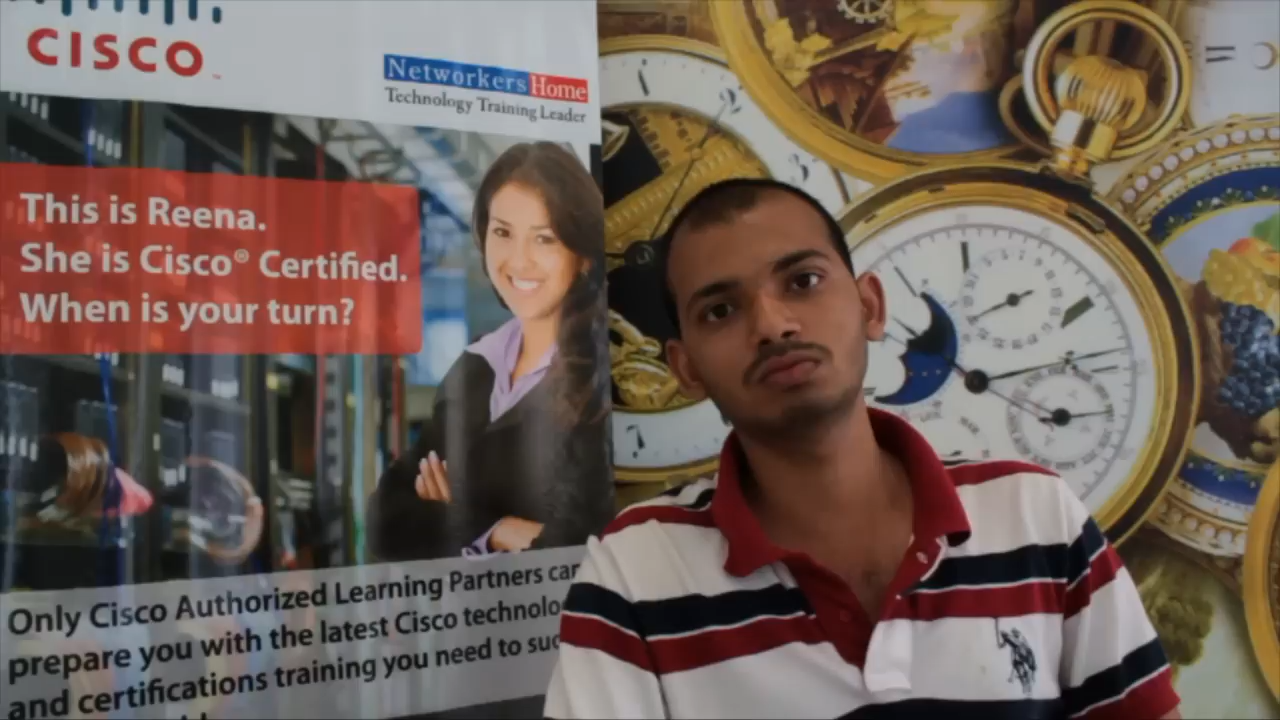 CISCO
Networkers Home
Technology Training Leader
This is Reena.
She is Cisco® Certified.
When is your turn?
Only Cisco Authorized Learning Partners can
prepare you with the latest Cisco
and certifications training you need to